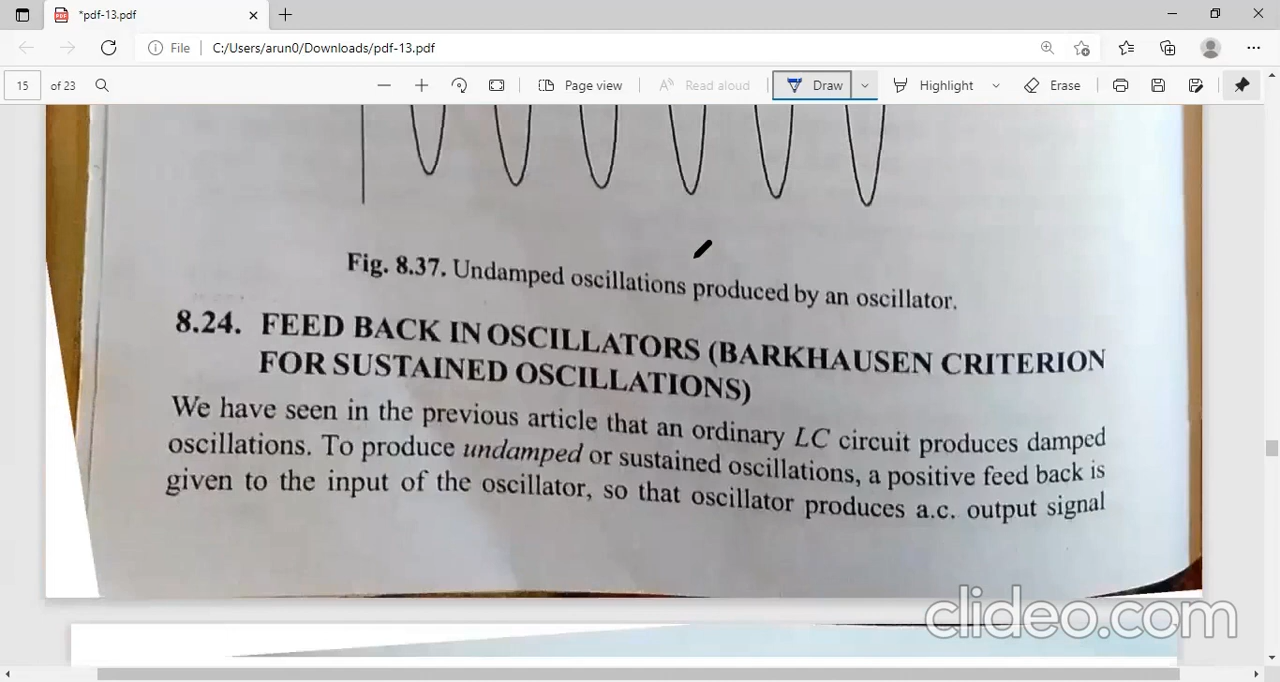 *pdf-13.pdf
File
C:/Users/arun0/Downloads/pdf-13.pdf
15 of 23
Page view
Read aloud
Draw
Highlight
Erase
Fig. 8.37. Undamped oscillations produced by an oscillator.
8.24. FEED BACK IN OSCILLATORS (BARKHAUSEN CRITERION
FOR SUSTAINED OSCILLATIONS)
We have seen in the previous article that an ordinary LC circuit produces damped
oscillations. To produce undamped or sustained oscillations, a positive feed back is
given to the input of the oscillator, so that oscillator produces a.c. output signal
clideo.com